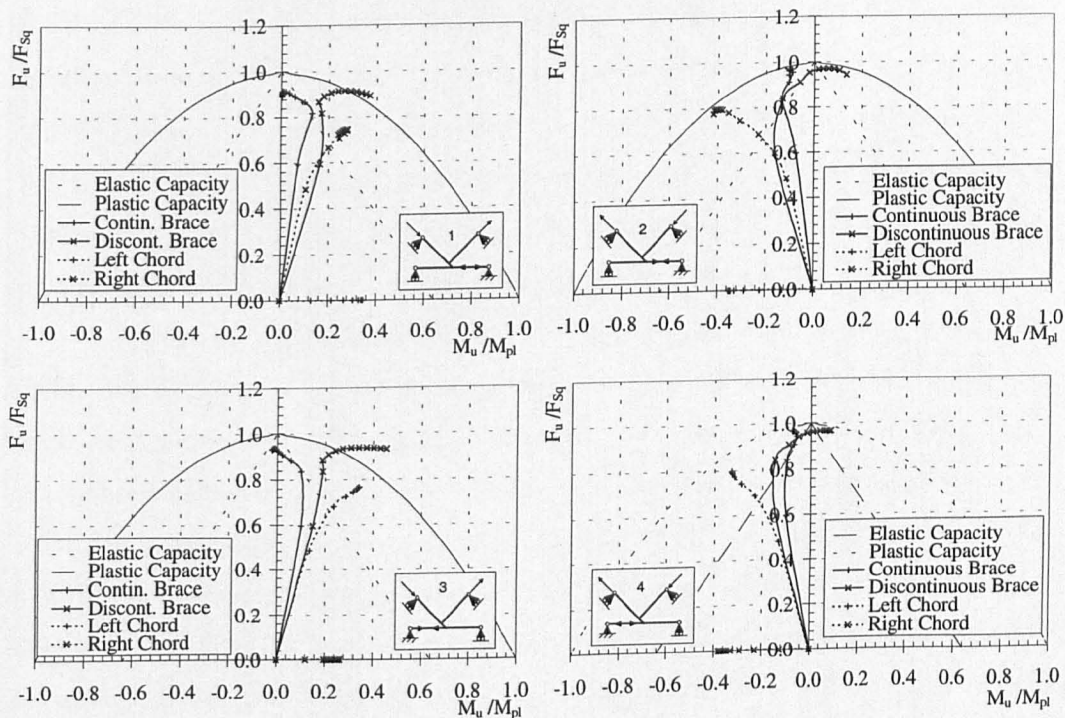 F_u /F_Sq
1.2
1.0
0.8
0.6
0.4
0.2
0.0
Elastic Capacity
Plastic Capacity
Contin. Brace
Discont. Brace
Left Chord
Right Chord
1
-1.0 -0.8 -0.6 -0.4 -0.2 0.0 0.2 0.4 0.6 0.8 1.0
M_u /M_pl
F_u /F_Sq
1.2
1.0
0.8
0.6
0.4
0.2
0.0
Elastic Capacity
Plastic Capacity
Continuous Brace
Discontinuous Brace
Left Chord
Right Chord
2
-1.0 -0.8 -0.6 -0.4 -0.2 0.0 0.2 0.4 0.6 0.8 1.0
M_u /M_pl
F_u /F_Sq
1.2
1.0
0.8
0.6
0.4
0.2
0.0
Elastic Capacity
Plastic Capacity
Contin. Brace
Discont. Brace
Left Chord
Right Chord
3
-1.0 -0.8 -0.6 -0.4 -0.2 0.0 0.2 0.4 0.6 0.8 1.0
M_u /M_pl
F_u /F_Sq
1.2
1.0
0.8
0.6
0.4
0.2
0.0
Elastic Capacity
Plastic Capacity
Continuous Brace
Discontinuous Brace
Left Chord
Right Chord
4
-1.0 -0.8 -0.6 -0.4 -0.2 0.0 0.2 0.4 0.6 0.8 1.0
M_u /M_pl